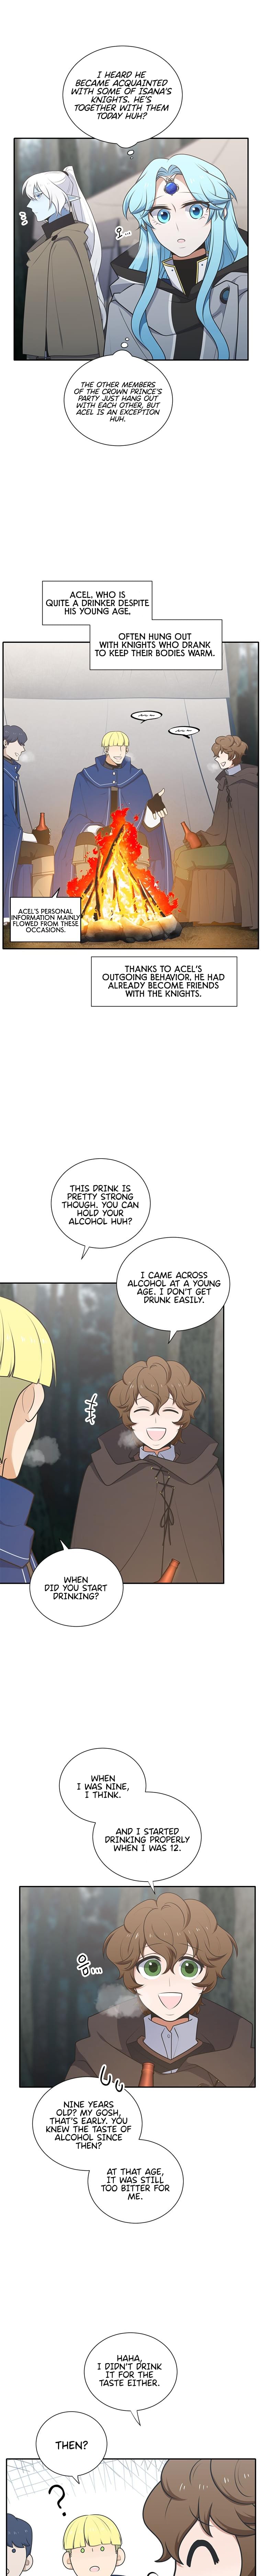 I HEARD HE
BECAME ACQUAINTED
WITH SOME OF ISANA'S
KNIGHTS. HE'S
TOGETHER WITH THEM
TODAY HUH?
THE OTHER MEMBERS
OF THE CROWN PRINCE'S
PARTY JUST HANG OUT
WITH EACH OTHER, BUT
ACEL IS AN EXCEPTION
HUH.
ACEL, WHO IS
QUITE A DRINKER DESPITE
HIS YOUNG AGE,
OFTEN HUNG OUT
WITH KNIGHTS WHO DRANK
TO KEEP THEIR BODIES WARM.
ACEL'S PERSONAL
INFORMATION MAINLY
FLOWED FROM THESE
OCCASIONS.
THANKS TO ACEL'S
OUTGOING BEHAVIOR, HE HAD
ALREADY BECOME FRIENDS
WITH THE KNIGHTS.
THIS DRINK IS
PRETTY STRONG
THOUGH. YOU CAN
HOLD YOUR
ALCOHOL HUH?
I CAME ACROSS
ALCOHOL AT A YOUNG
AGE. I DON'T GET
DRUNK EASILY.
WHEN
DID YOU START
DRINKING?
WHEN
I WAS NINE,
I THINK.
AND I STARTED
DRINKING PROPERLY
WHEN I WAS 12.
NINE YEARS
OLD? MY GOSH,
THAT'S EARLY. YOU
KNEW THE TASTE OF
ALCOHOL SINCE
THEN?
AT THAT AGE,
IT WAS STILL
TOO BITTER FOR
ME.
HAHA,
I DIDN'T DRINK
IT FOR THE
TASTE EITHER.
THEN?
?